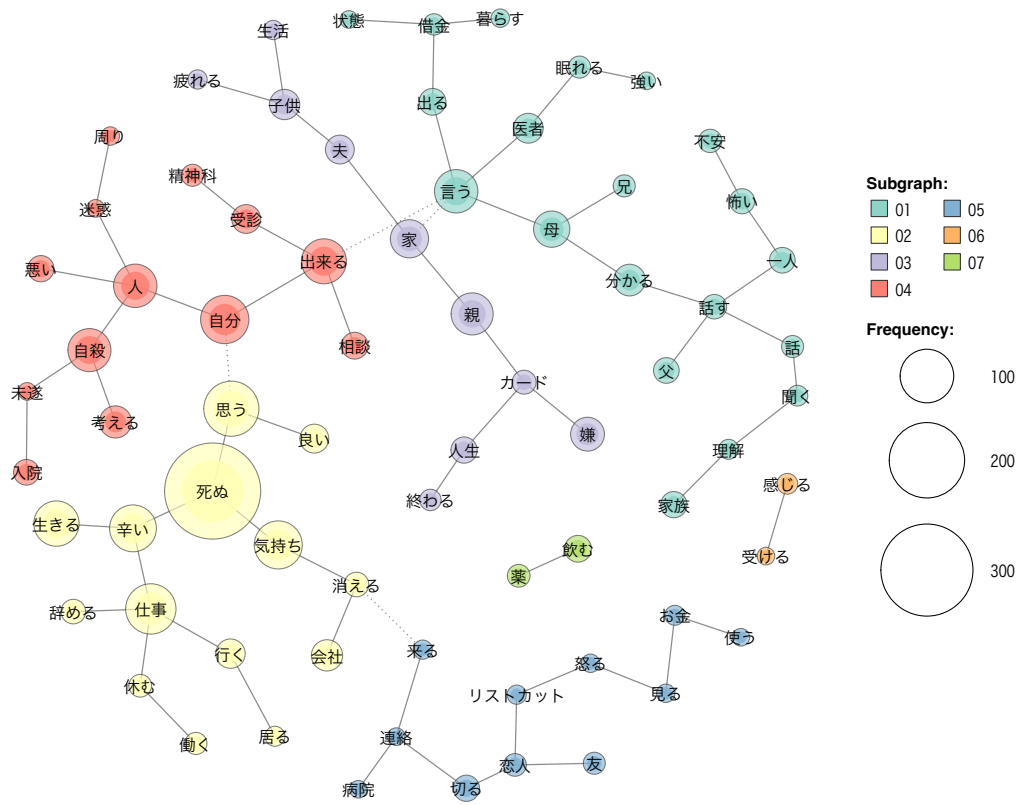 状態
借金
暮らす
生活
疲れる
子供
出る
眠れる
強い
医者
夫
周り
精神科
迷惑
受診
言う
兄
不安
怖い
母
家
出来る
悪い
人
自分
親
分かる
話す
一人
自殺
相談
父
話
未遂
考える
カード
聞く
思う
良い
人生
嫌
理解
入院
死ぬ
終わる
家族
感じる
生きる
辛い
気持ち
飲む
受ける
薬
消える
辞める
仕事
お金
使う
会社
行く
来る
怒る
休む
リストカット
見る
働く
居る
連絡
恋人
友
病院
切る
Subgraph:
01
02
03
04
05
06
07
Frequency:
100
200
300